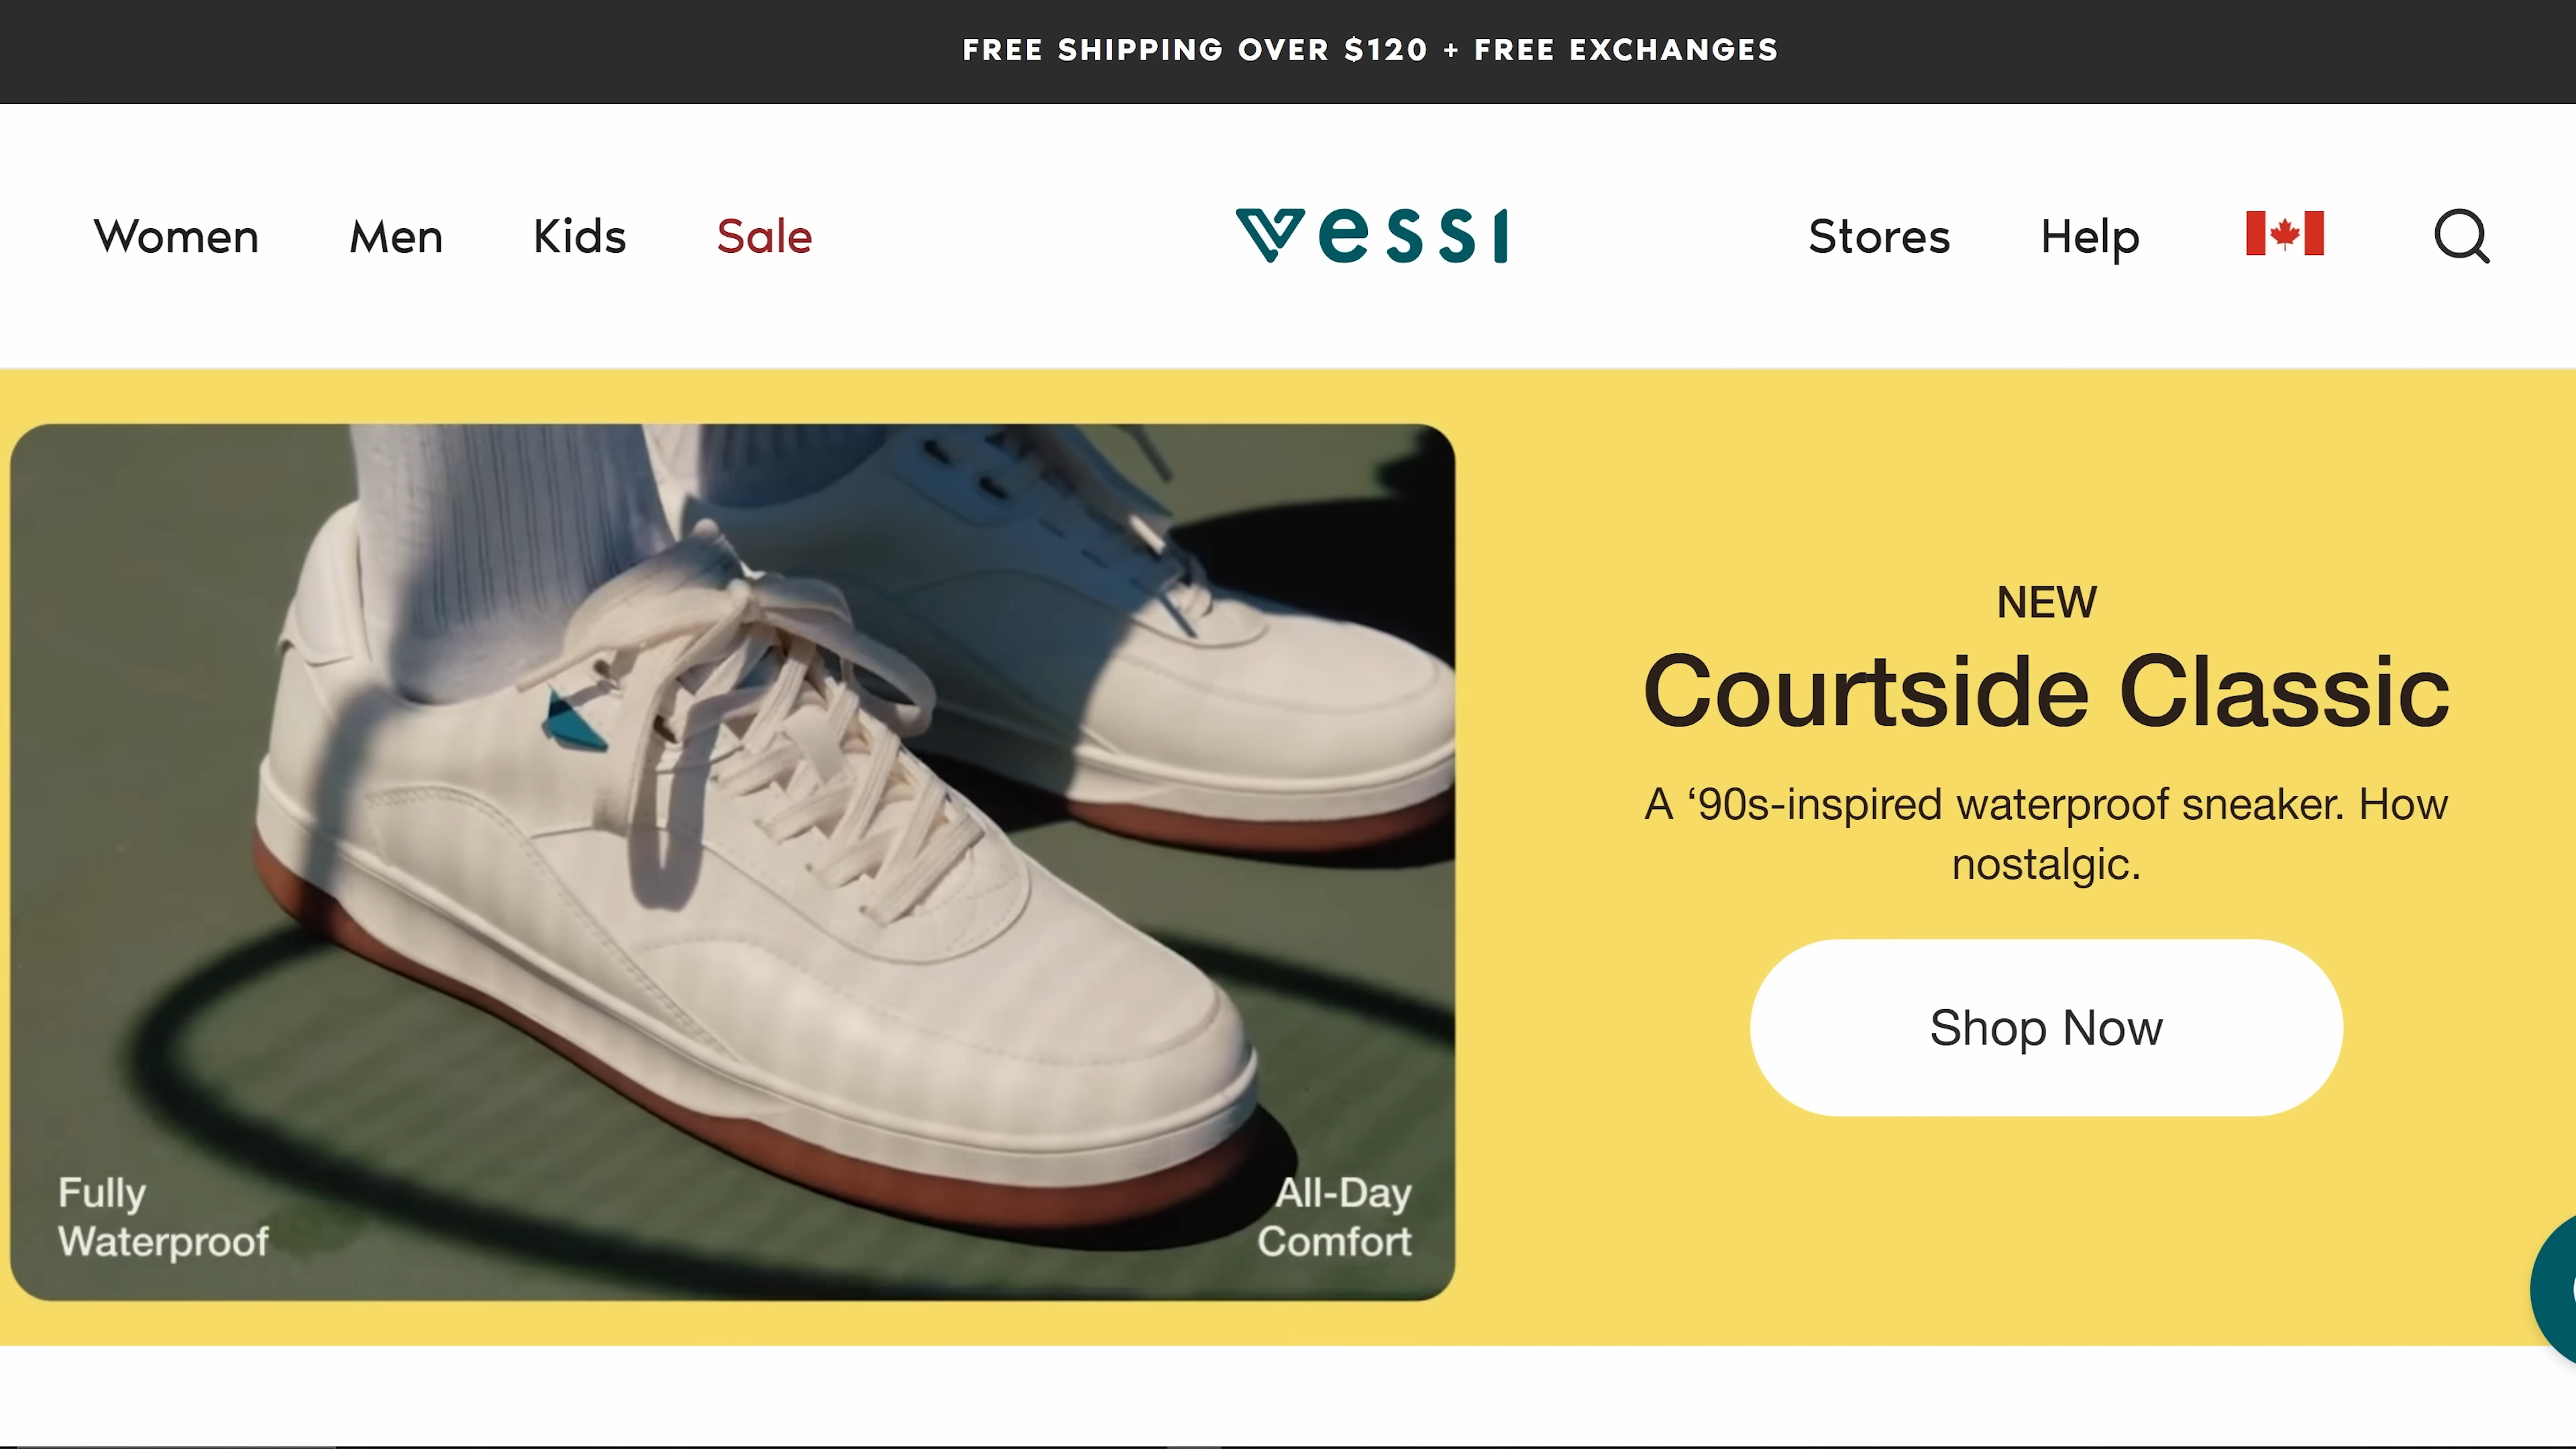 FREE SHIPPING OVER $120 + FREE EXCHANGES
Women Men Kids Sale vessi Stores Help
NEW
Courtside Classic
A ‘90s-inspired waterproof sneaker. How
nostalgic.
Shop Now
Fully
Waterproof
All-Day
Comfort